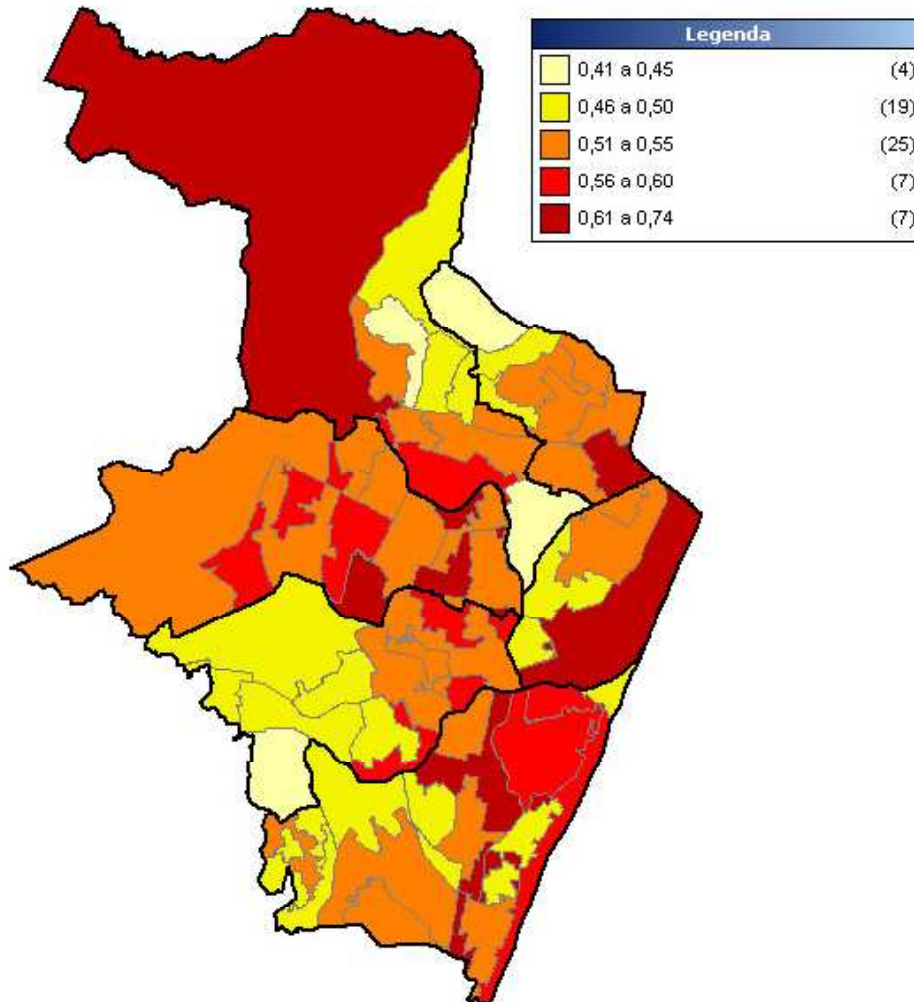 Legenda
0,41 a 0,45 (4)
0,46 a 0,50 (19)
0,51 a 0,55 (25)
0,56 a 0,60 (7)
0,61 a 0,74 (7)